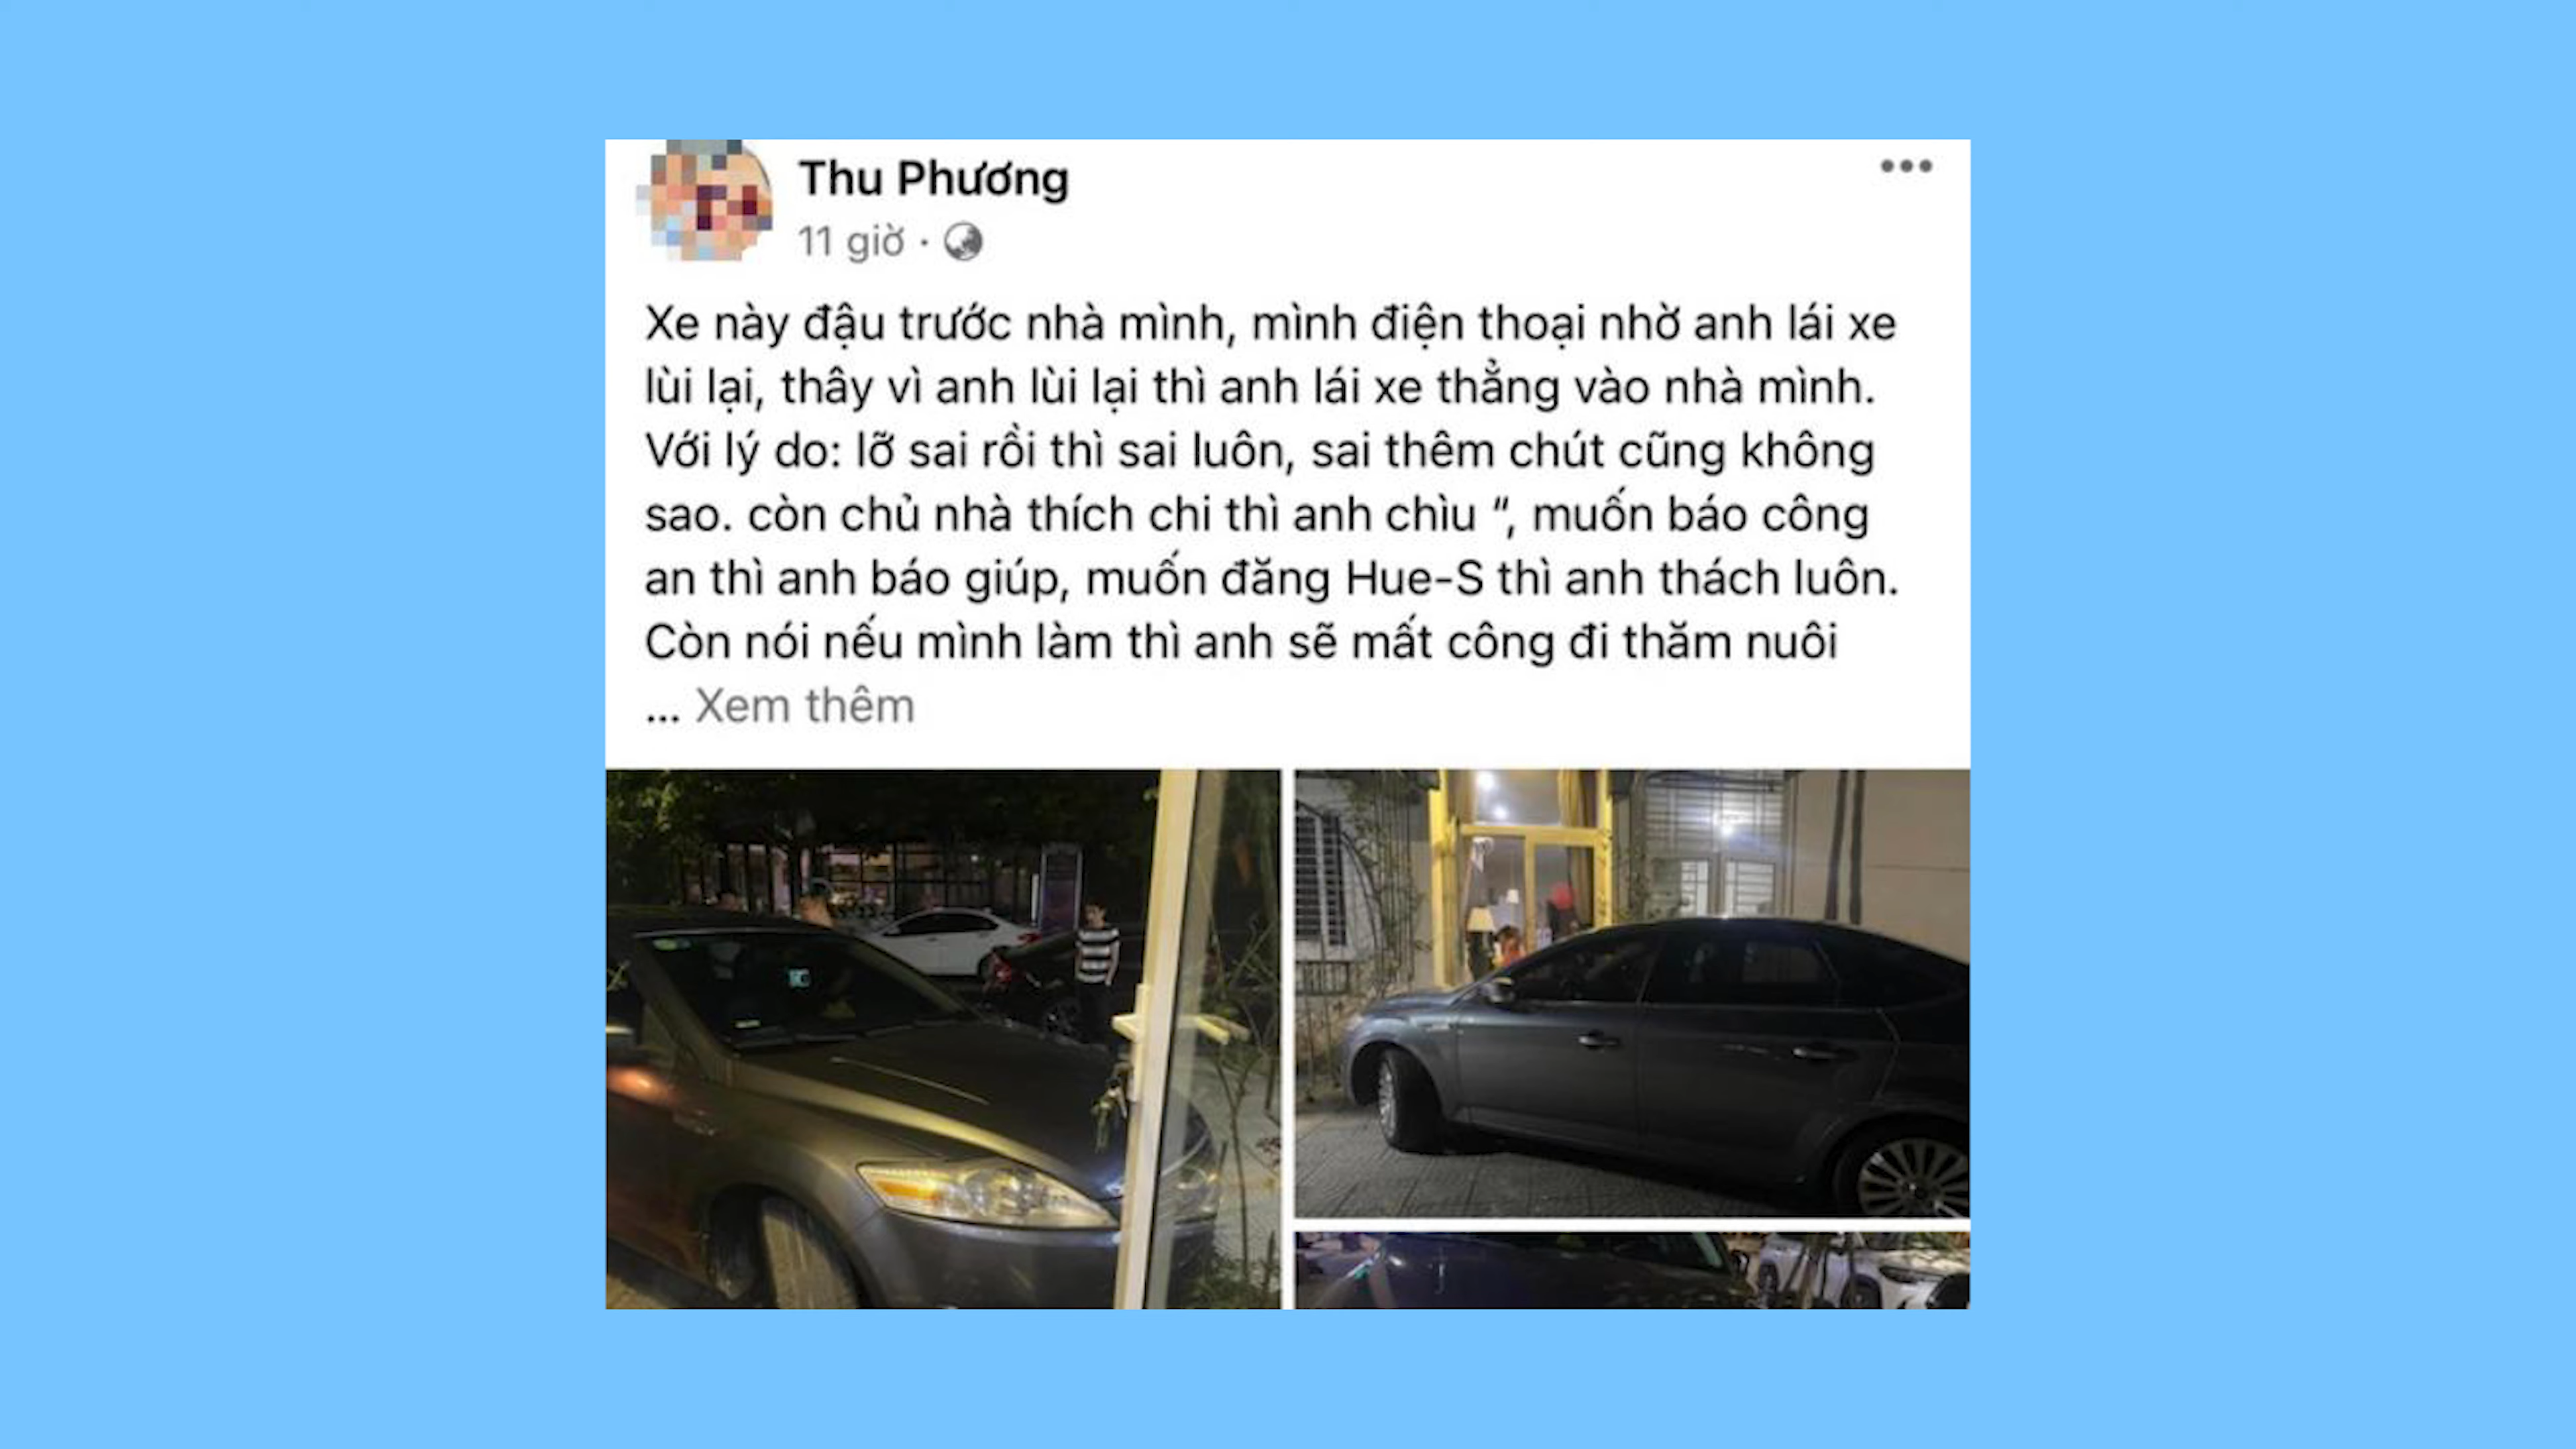 Thu Phương
11 giờ ·
Xe này đậu trước nhà mình, mình điện thoại nhờ anh lái xe
lùi lại, thây vì anh lùi lại thì anh lái xe thẳng vào nhà mình.
Với lý do: lỡ sai rồi thì sai luôn, sai thêm chút cũng không
sao. còn chủ nhà thích chi thì anh chìu “, muốn báo công
an thì anh báo giúp, muốn đăng Hue-S thì anh thách luôn.
Còn nói nếu mình làm thì anh sẽ mất công đi thăm nuôi
... Xem thêm